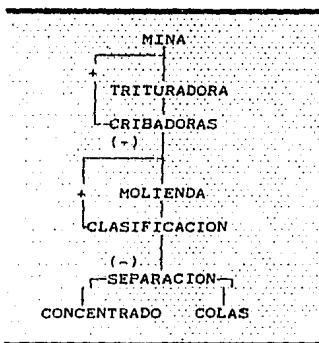 MINA
+
TRITURADORA
CRIBADORAS
(-)
+
MOLIENDA
CLASIFICACION
(-)
SEPARACION
CONCENTRADO COLAS